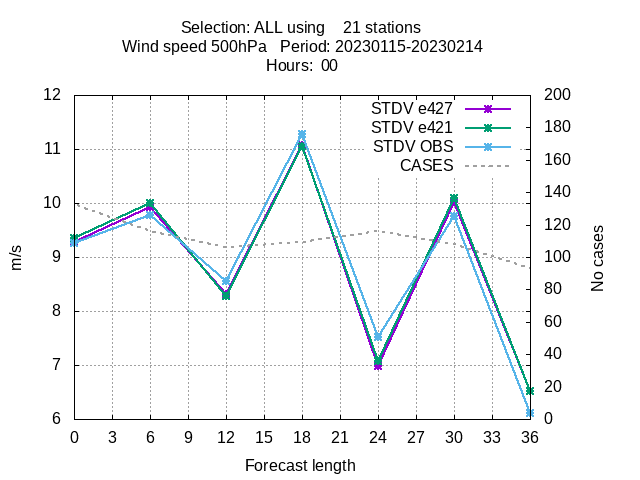 Selection: ALL using    21 stations
Wind speed 500hPa   Period: 20230115-20230214
Hours:  00
STDV e427
STDV e421
STDV OBS
CASES
12
11
10
9
8
7
6
m/s
200
180
160
140
120
100
80
60
40
20
0
No cases
0 3 6 9 12 15 18 21 24 27 30 33 36
Forecast length